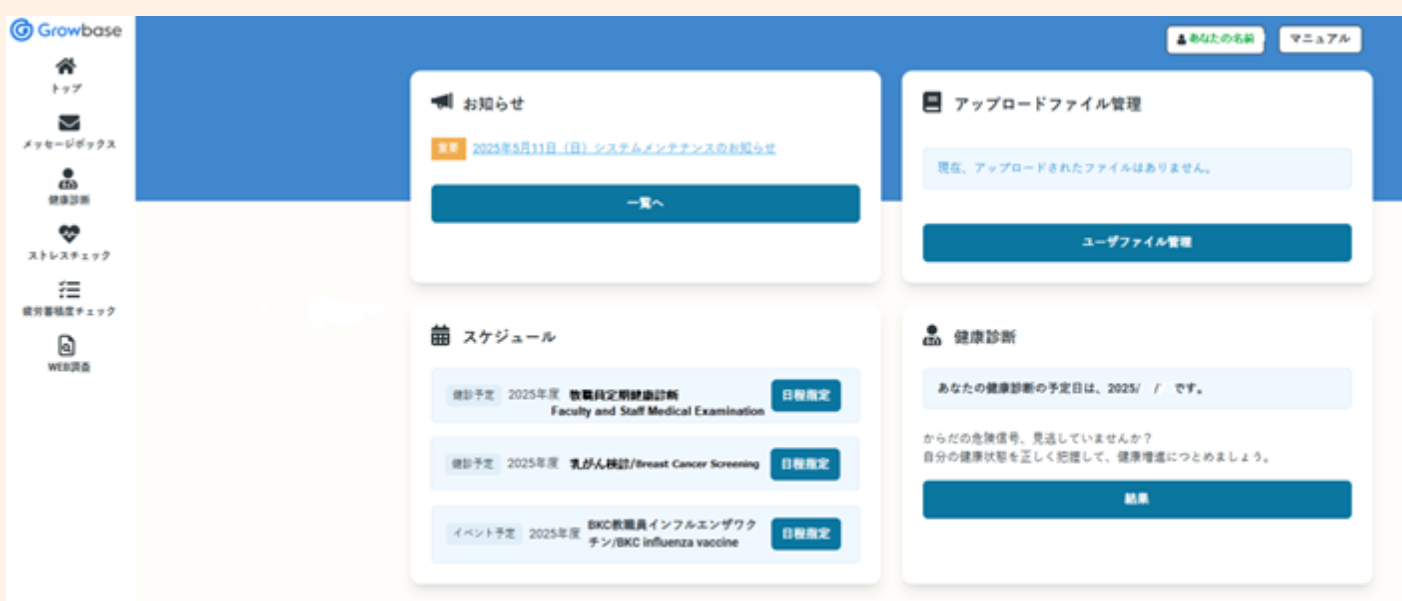 Growbase
トップ
メッセージボックス
健康診断
ストレスチェック
疲労蓄積度チェック
WEB調査
あなたの名前
マニュアル
お知らせ
重要 2025年5月11日（日）システムメンテナンスのお知らせ
一覧へ
アップロードファイル管理
現在、アップロードされたファイルはありません。
ユーザファイル管理
スケジュール
健診予定 2025年度 教職員定期健康診断 日程指定
Faculty and Staff Medical Examination
健診予定 2025年度 乳がん検診/Breast Cancer Screening 日程指定
イベント予定 2025年度 BKC教職員インフルエンザワク
チン/BKC influenza vaccine 日程指定
健康診断
あなたの健康診断の予定日は、2025/ / です。
からだの危険信号、見逃していませんか？
自分の健康状態を正しく把握して、健康増進につとめましょう。
結果